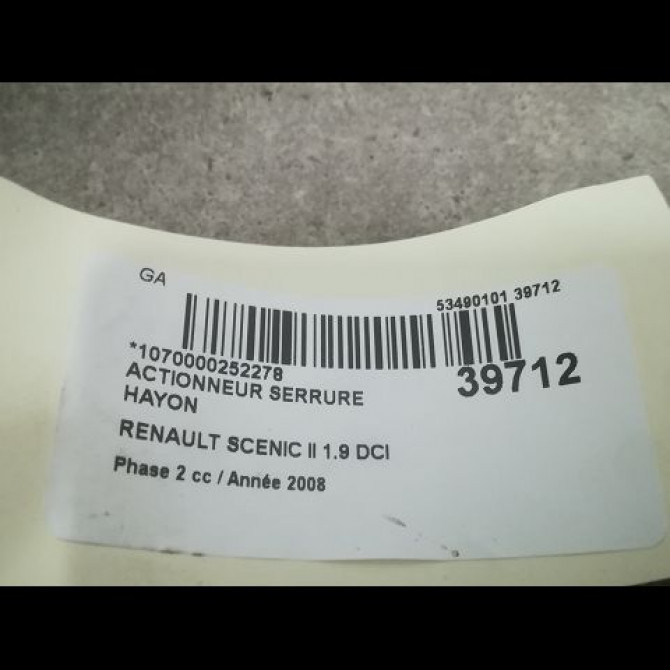 GA
53490101 39712
*1070000252278
39712
ACTIONNEUR SERRURE
HAYON
RENAULT SCENIC II 1.9 DCI
Phase 2 cc / Année 2008